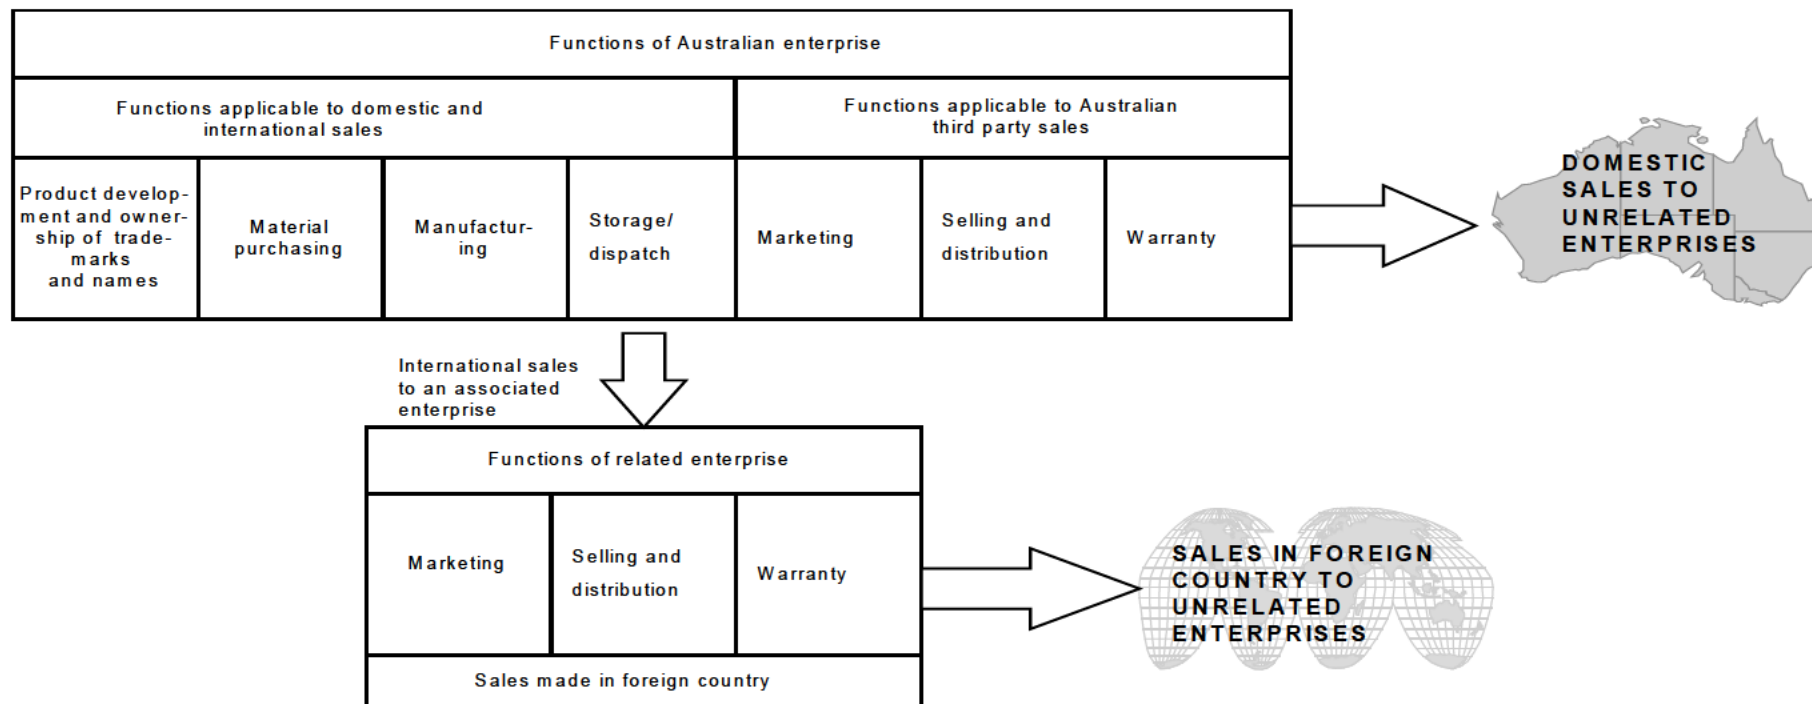 Functions of Australian enterprise
Functions applicable to domestic and
international sales
Functions applicable to Australian
third party sales
Product develop-
ment and owner-
ship of trade-
marks
and names
Material
purchasing
Manufactur-
ing
Storage/
dispatch
Marketing
Selling and
distribution
Warranty
DOMESTIC
SALES TO
UNRELATED
ENTERPRISES
International sales
to an associated
enterprise
Functions of related enterprise
Marketing
Selling and
distribution
Warranty
SALES IN FOREIGN
COUNTRY TO
UNRELATED
ENTERPRISES
Sales made in foreign country